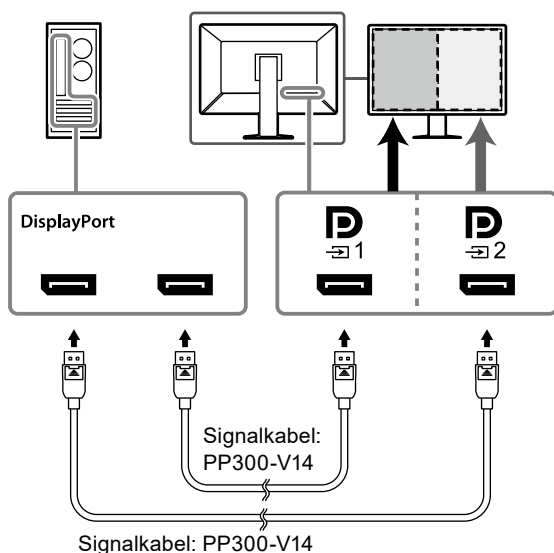 DisplayPort
1
2
Signalkabel:
PP300-V14
Signalkabel: PP300-V14